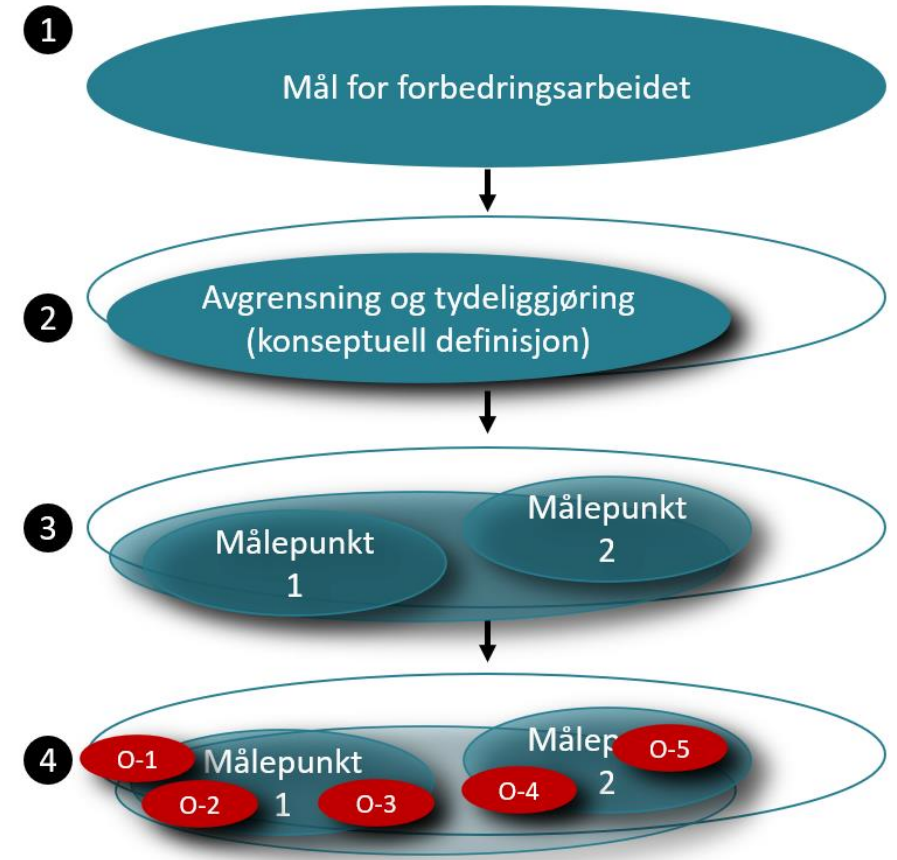 1
Mål for forbedringsarbeidet
2
Avgrensning og tydeliggjøring
(konseptuell definisjon)
3
Målepunkt
1
Målepunkt
2
4
O-1
Målepunkt
1
O-2
O-3
Målep
2
O-4
O-5